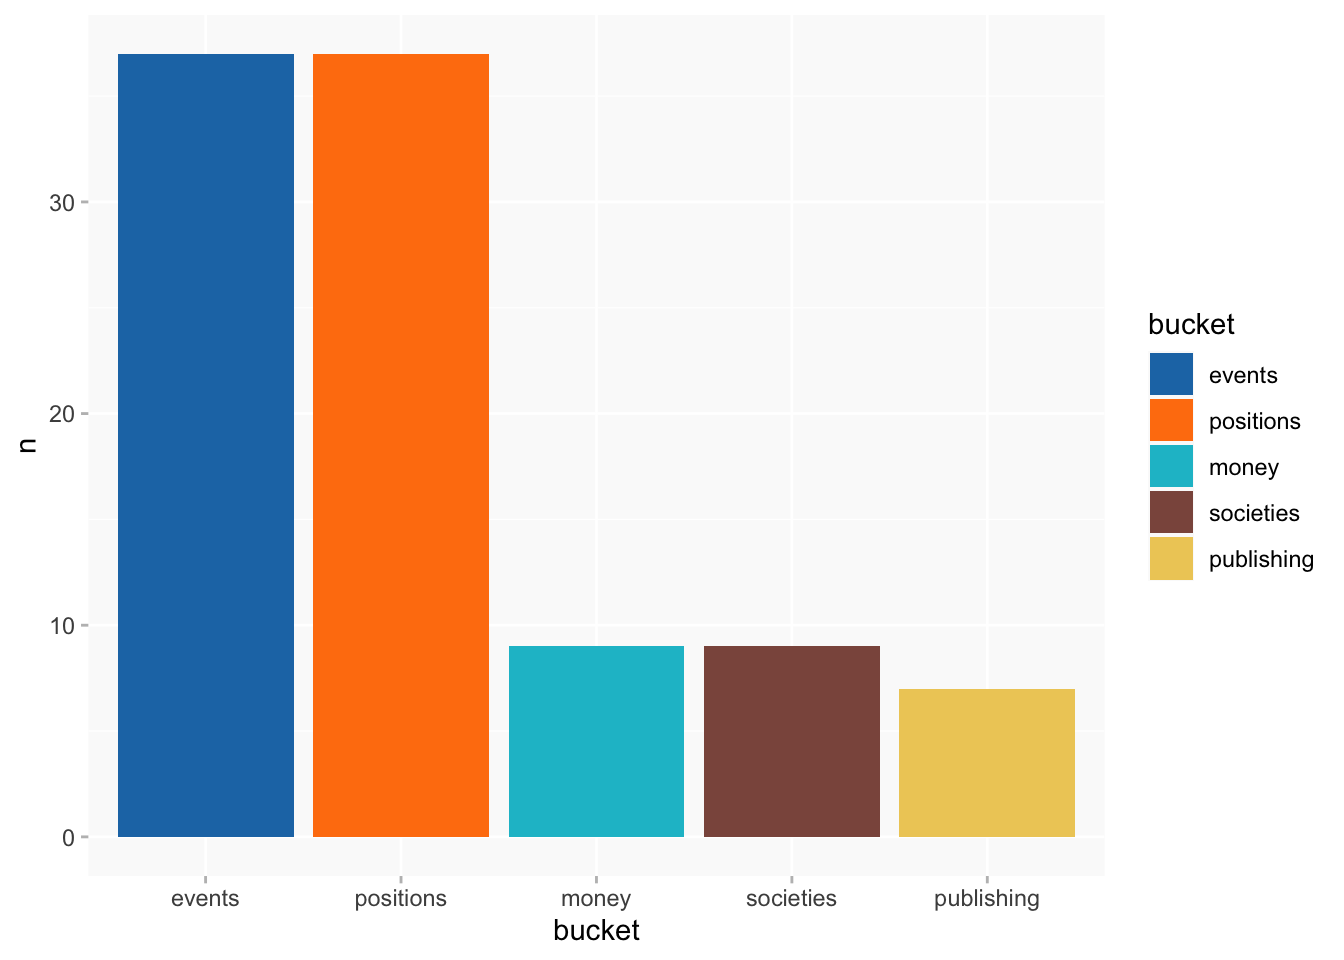 n
30
20
10
0
events
positions
money
societies
publishing
bucket
bucket
events
positions
money
societies
publishing